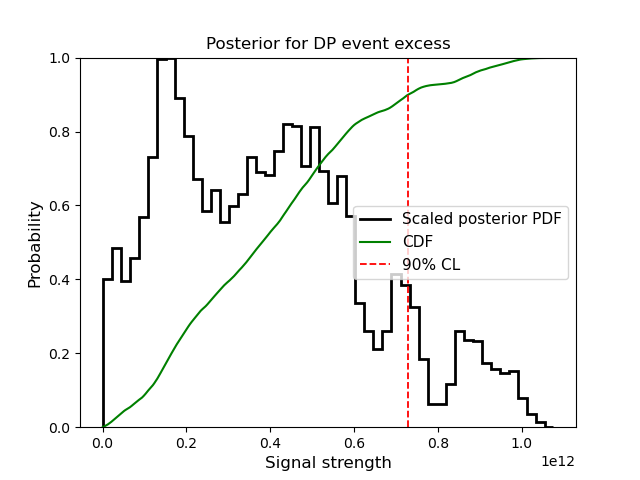 Posterior for DP event excess
1.0
0.8
0.6
0.4
0.2
0.0
Probability
Scaled posterior PDF
CDF
90% CL
0.0 0.2 0.4 0.6 0.8 1.0
1e12
Signal strength